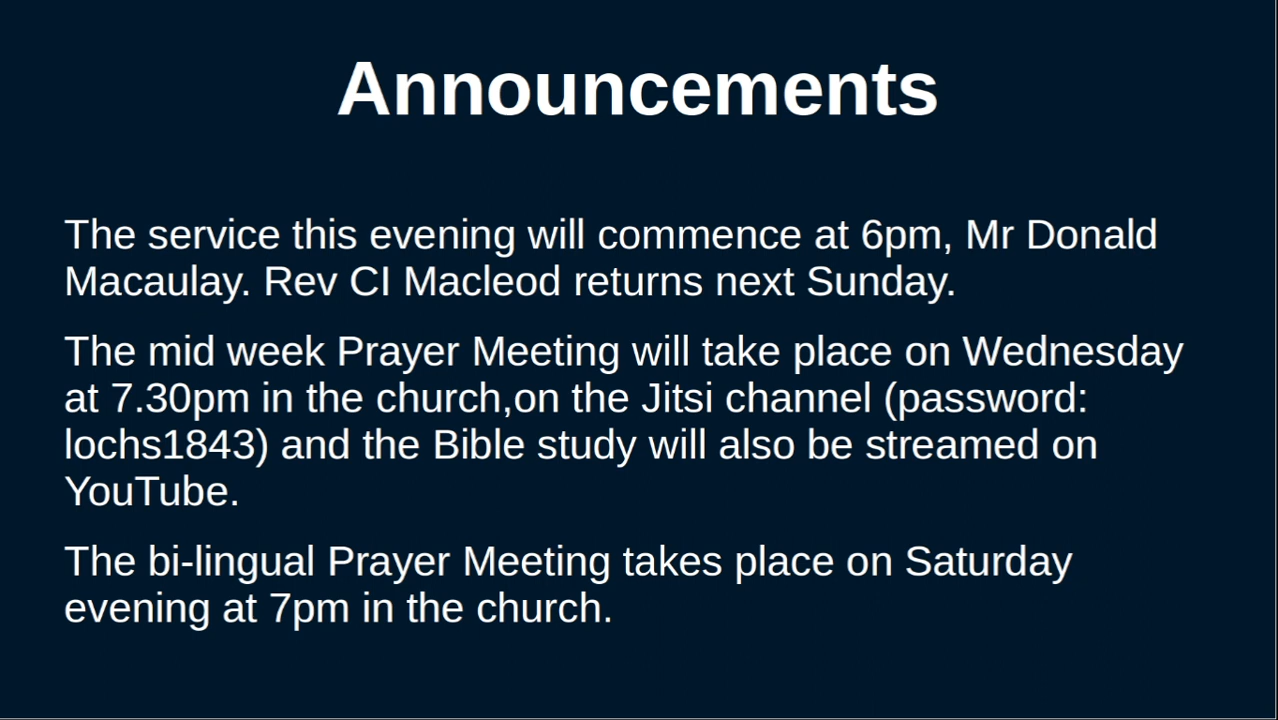 Announcements
The service this evening will commence at 6pm, Mr Donald
Macaulay. Rev CI Macleod returns next Sunday.
The mid week Prayer Meeting will take place on Wednesday
at 7.30pm in the church,on the Jitsi channel (password:
lochs1843) and the Bible study will also be streamed on
YouTube.
The bi-lingual Prayer Meeting takes place on Saturday
evening at 7pm in the church.